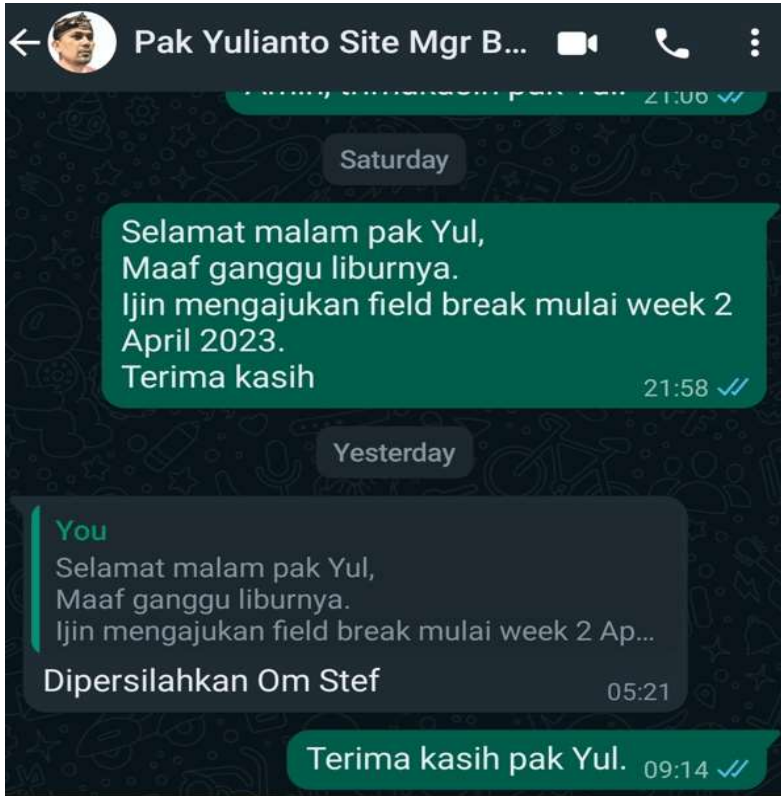 Pak Yulianto Site Mgr B...
21:06
Saturday
Selamat malam pak Yul,
Maaf ganggu liburnya.
Ijin mengajukan field break mulai week 2
April 2023.
Terima kasih
21:58
Yesterday
You
Selamat malam pak Yul,
Maaf ganggu liburnya.
Ijin mengajukan field break mulai week 2 Ap...
Dipersilahkan Om Stef
05:21
Terima kasih pak Yul. 09:14